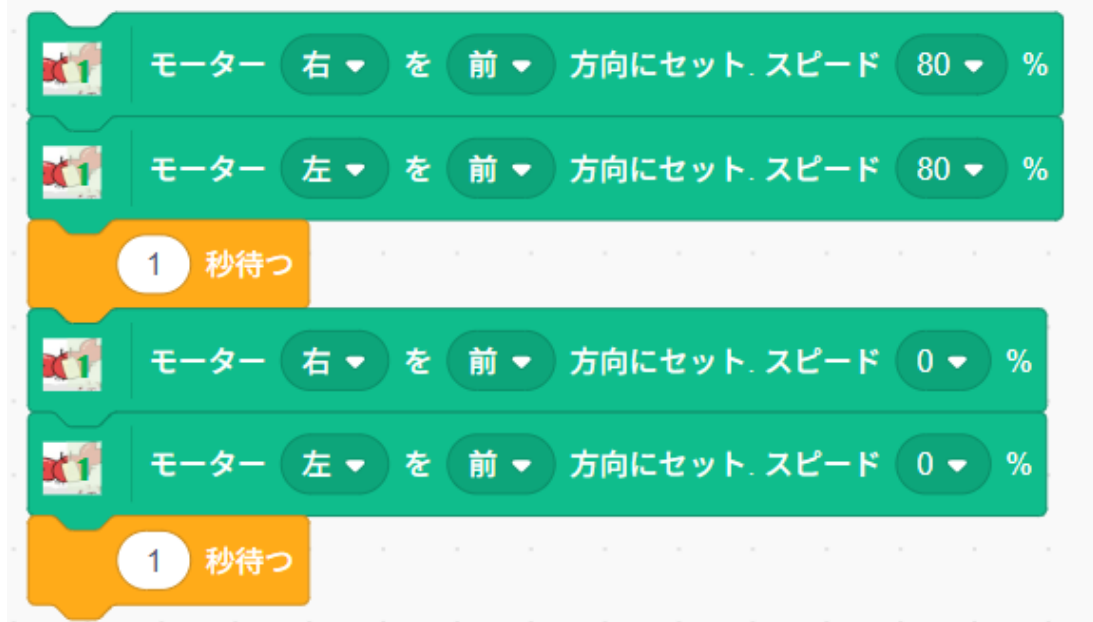 モーター 右 を 前 方向にセット. スピード 80 %
モーター 左 を 前 方向にセット. スピード 80 %
1 秒待つ
モーター 右 を 前 方向にセット. スピード 0 %
モーター 左 を 前 方向にセット. スピード 0 %
1 秒待つ